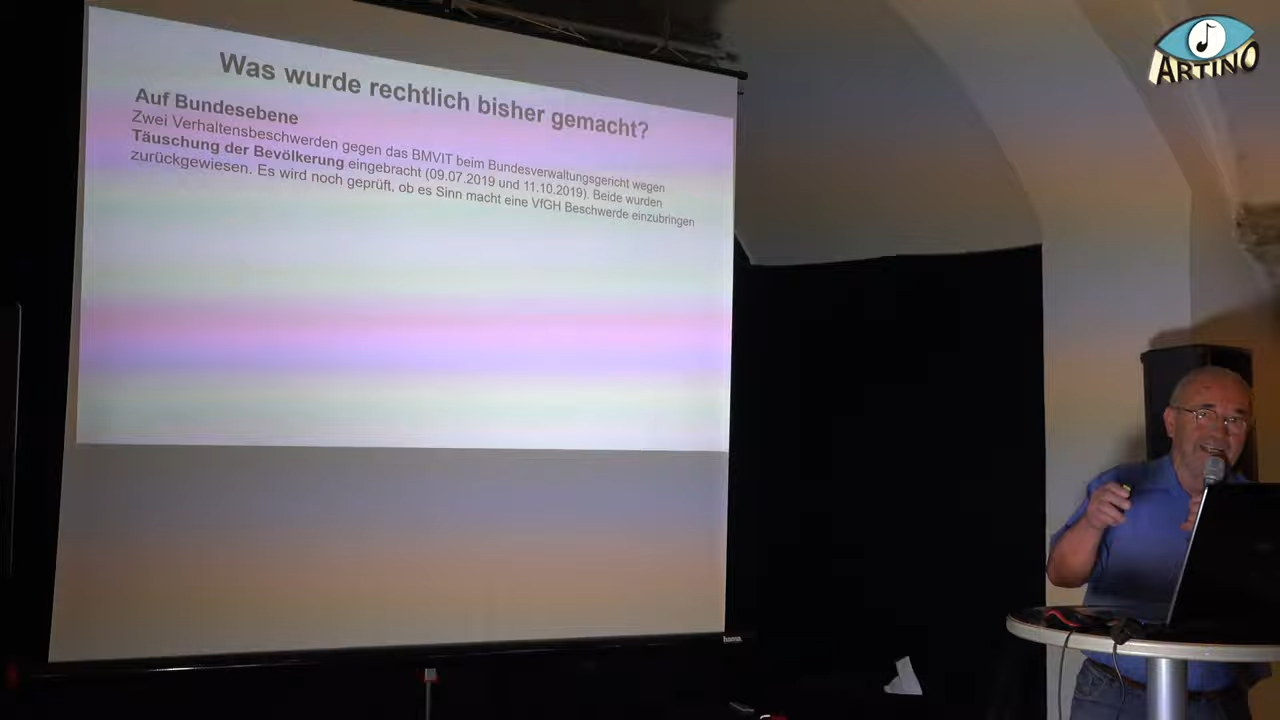 Was wurde rechtlich bisher gemacht?
Auf Bundesebene
Zwei Verhaltensbeschwerden gegen das BMVIT beim Bundesverwaltungsgericht wegen
Täuschung der Bevölkerung eingebracht (09.07.2019 und 11.10.2019). Beide wurden
zurückgewiesen. Es wird noch geprüft, ob es Sinn macht eine VfGH Beschwerde einzubringen
ARTINO
hama